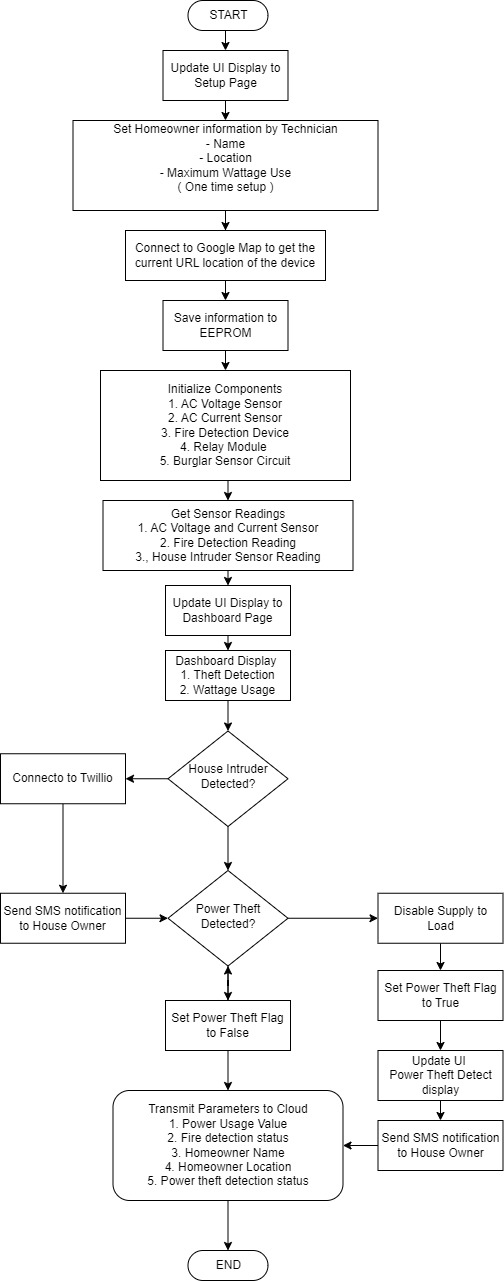 START
Update UI Display to
Setup Page
Set Homeowner information by Technician
- Name
- Location
- Maximum Wattage Use
( One time setup )
Connect to Google Map to get the
current URL location of the device
Save information to
EEPROM
Initialize Components
1. AC Voltage Sensor
2. AC Current Sensor
3. Fire Detection Device
4. Relay Module
5. Burglar Sensor Circuit
Get Sensor Readings
1. AC Voltage and Current Sensor
2. Fire Detection Reading
3., House Intruder Sensor Reading
Update UI Display to
Dashboard Page
Dashboard Display
1. Theft Detection
2. Wattage Usage
House Intruder
Detected?
Connecto to Twillio
Send SMS notification
to House Owner
Power Theft
Detected?
Disable Supply to
Load
Set Power Theft Flag
to True
Set Power Theft Flag
to False
Update UI
Power Theft Detect
display
Send SMS notification
to House Owner
Transmit Parameters to Cloud
1. Power Usage Value
2. Fire detection status
3. Homeowner Name
4. Homeowner Location
5. Power theft detection status
END